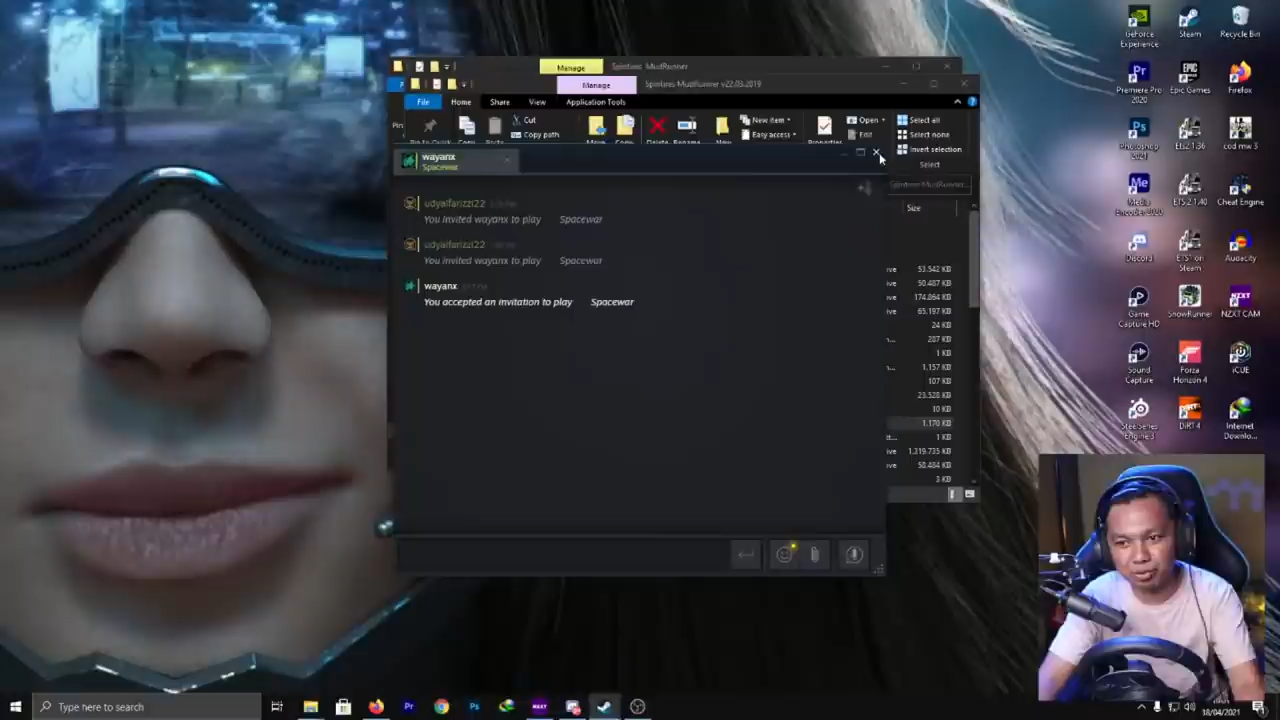 Manage
Spintires MudRunner
Manage
Spintires MudRunner v22.03.2019
File
Home
Share
View
Application Tools
Cut
Copy path
New item
Easy access
Open
Edit
Select all
Select none
Invert selection
Select
Properties
Delete
Rename
wayanx
Spacewar
Spintires MudRunner...
Size
udyalfarizzi22
You invited wayanx to play Spacewar
udyalfarizzi22
You invited wayanx to play Spacewar
wayanx
You accepted an invitation to play Spacewar
53.542 KB
50.487 KB
174.864 KB
65.197 KB
24 KB
287 KB
1 KB
1.157 KB
107 KB
23.528 KB
10 KB
1.170 KB
1 KB
1.319.735 KB
58.484 KB
3 KB
GeForce Experience
Steam
Recycle Bin
Premiere Pro 2020
Epic Games
Firefox
Photoshop 2021
Ets2 1.36
cod mw 3
Media Encoder 2020
ETS 2 1.40
Cheat Engine
Discord
ETS1 on Steam
Audacity
Game Capture HD
SnowRunner
NZXT CAM
Sound Capture
Forza Horizon 4
iCUE
SteelSeries Engine 3
DiRT 4
Internet Downlo...
Type here to search
18/04/2021